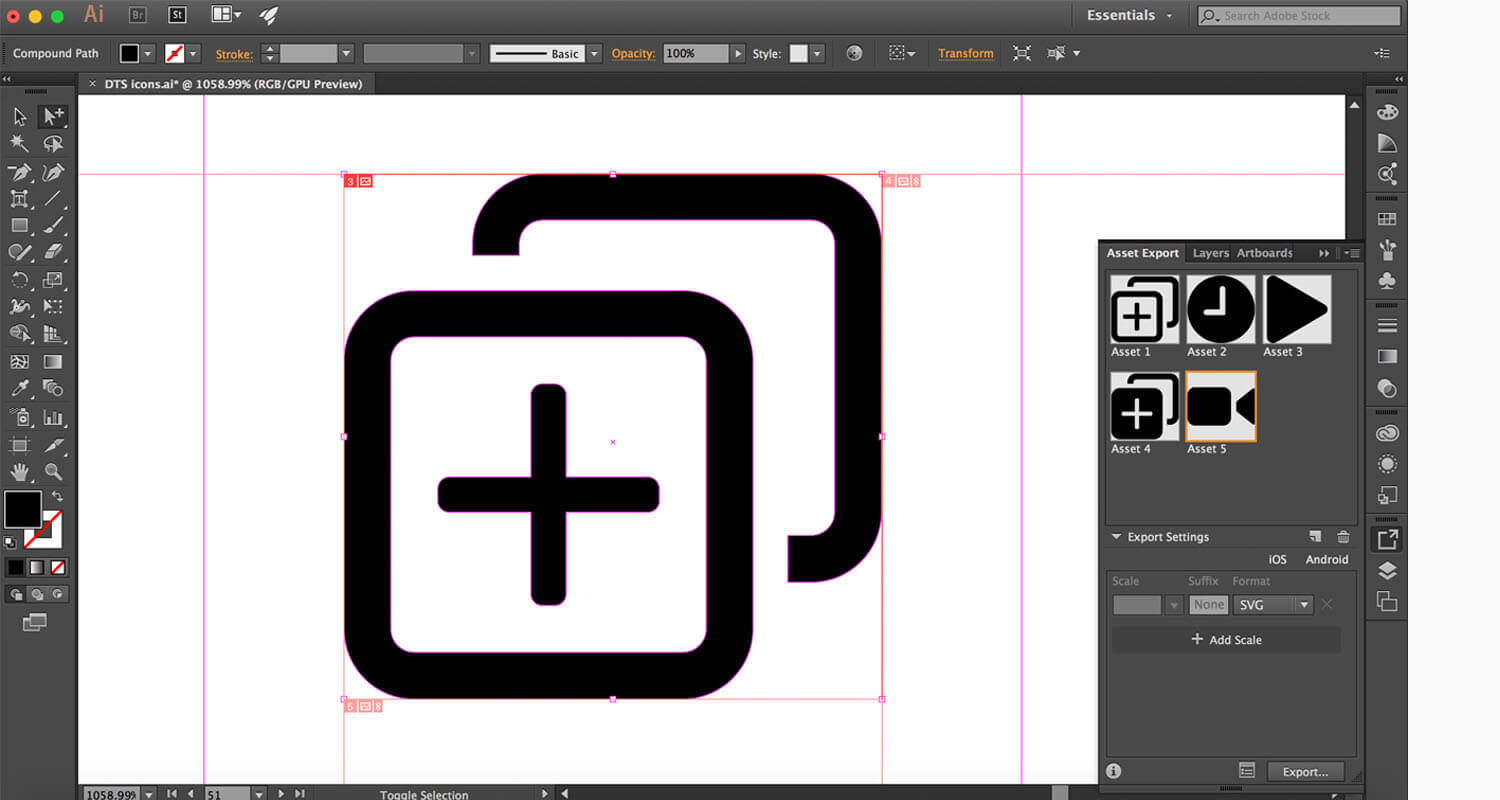 Ai Br St Essentials Search Adobe Stock
Compound Path Stroke: Basic Opacity: 100% Style: Transform
× DTS icons.ai* @ 1058.99% (RGB/GPU Preview)
3
4 8
Asset Export Layers Artboards
Asset 1 Asset 2 Asset 3
Asset 4 Asset 5
Export Settings
iOS Android
Scale Suffix Format
None SVG
+ Add Scale
5 8
Export...
1058.99% 51 Toggle Selection